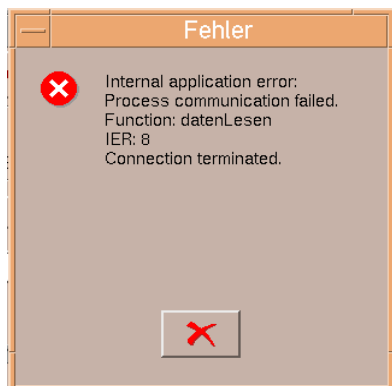 Fehler
Internal application error:
Process communication failed.
Function: datenLesen
IER: 8
Connection terminated.